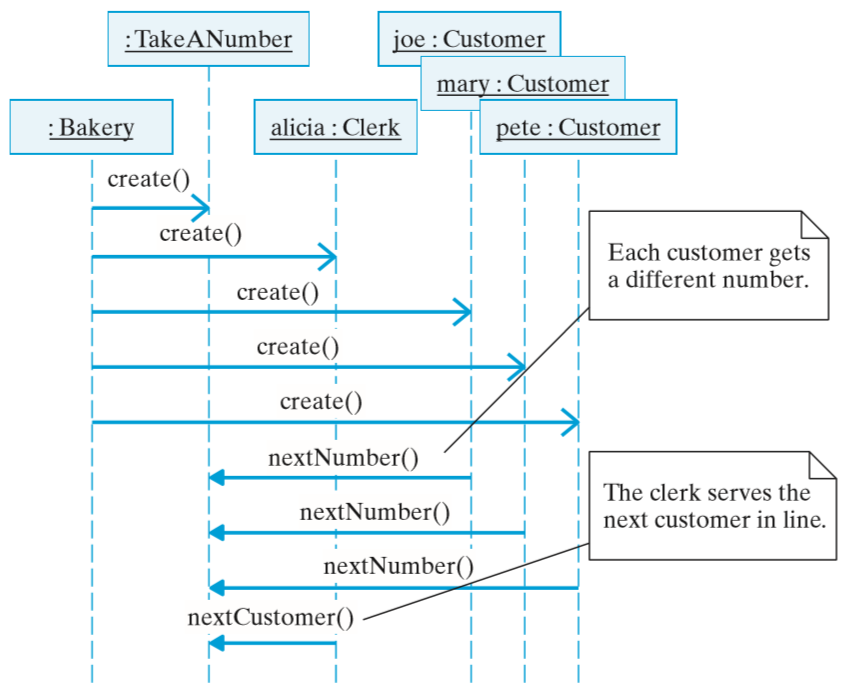 :TakeANumber
joe : Customer
mary : Customer
:Bakery
alicia : Clerk
pete : Customer
create()
create()
Each customer gets
a different number.
create()
create()
create()
nextNumber()
The clerk serves the
next customer in line.
nextNumber()
nextNumber()
nextCustomer()